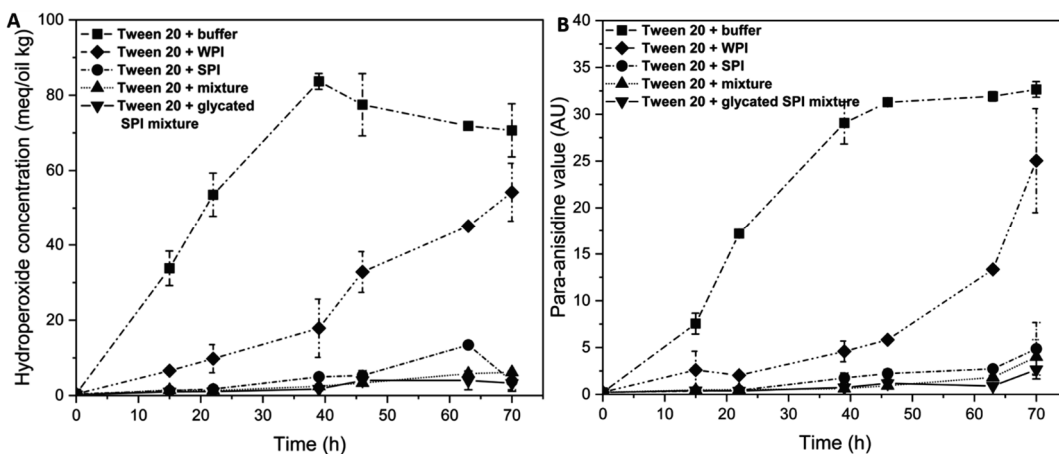 A
Tween 20 + buffer
Tween 20 + WPI
Tween 20 + SPI
Tween 20 + mixture
Tween 20 + glycated
SPI mixture
Hydroperoxide concentration (meq/oil kg)
100
80
60
40
20
0
0 10 20 30 40 50 60 70
Time (h)
B
Tween 20 + buffer
Tween 20 + WPI
Tween 20 + SPI
Tween 20 + mixture
Tween 20 + glycated SPI mixture
Para-anisidine value (AU)
40
35
30
25
20
15
10
5
0
0 10 20 30 40 50 60 70
Time (h)